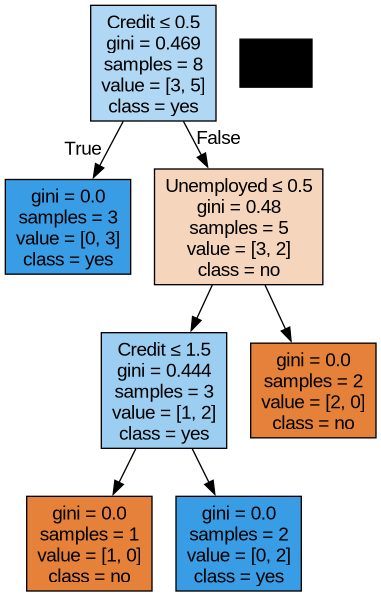 Credit ≤ 0.5
gini = 0.469
samples = 8
value = [3, 5]
class = yes
True
False
gini = 0.0
samples = 3
value = [0, 3]
class = yes
Unemployed ≤ 0.5
gini = 0.48
samples = 5
value = [3, 2]
class = no
Credit ≤ 1.5
gini = 0.444
samples = 3
value = [1, 2]
class = yes
gini = 0.0
samples = 2
value = [2, 0]
class = no
gini = 0.0
samples = 1
value = [1, 0]
class = no
gini = 0.0
samples = 2
value = [0, 2]
class = yes